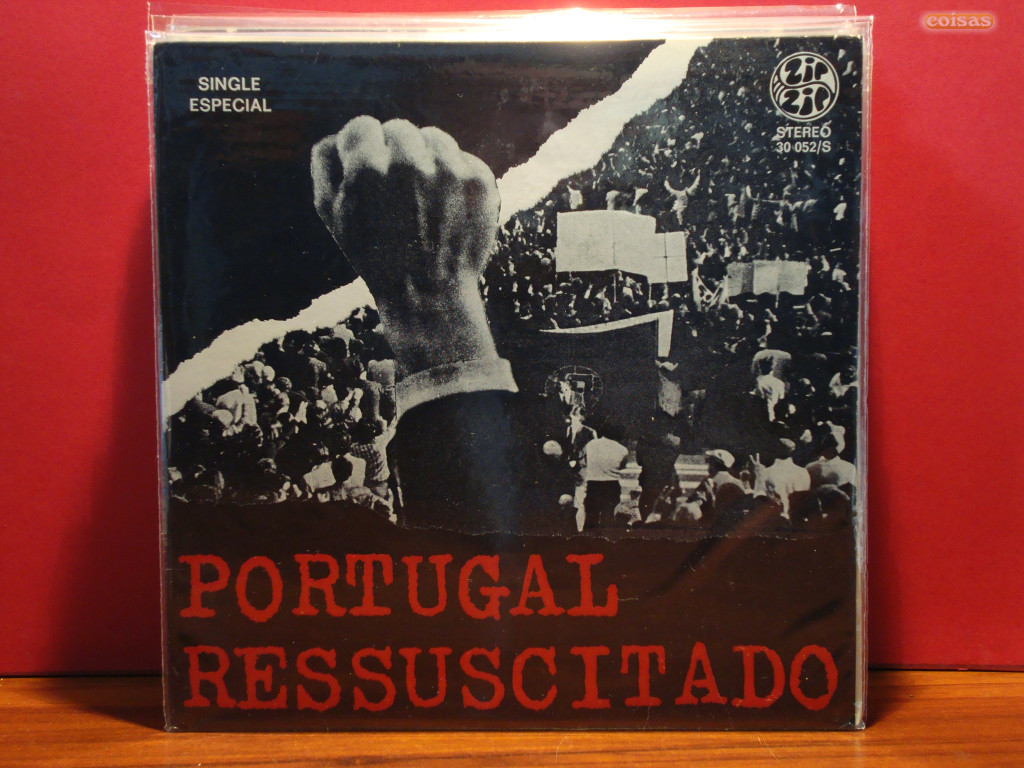 coisas
SINGLE
ESPECIAL
ZIP
ZIP
STEREO
30 052/S
PORTUGAL
RESSUSCITADO